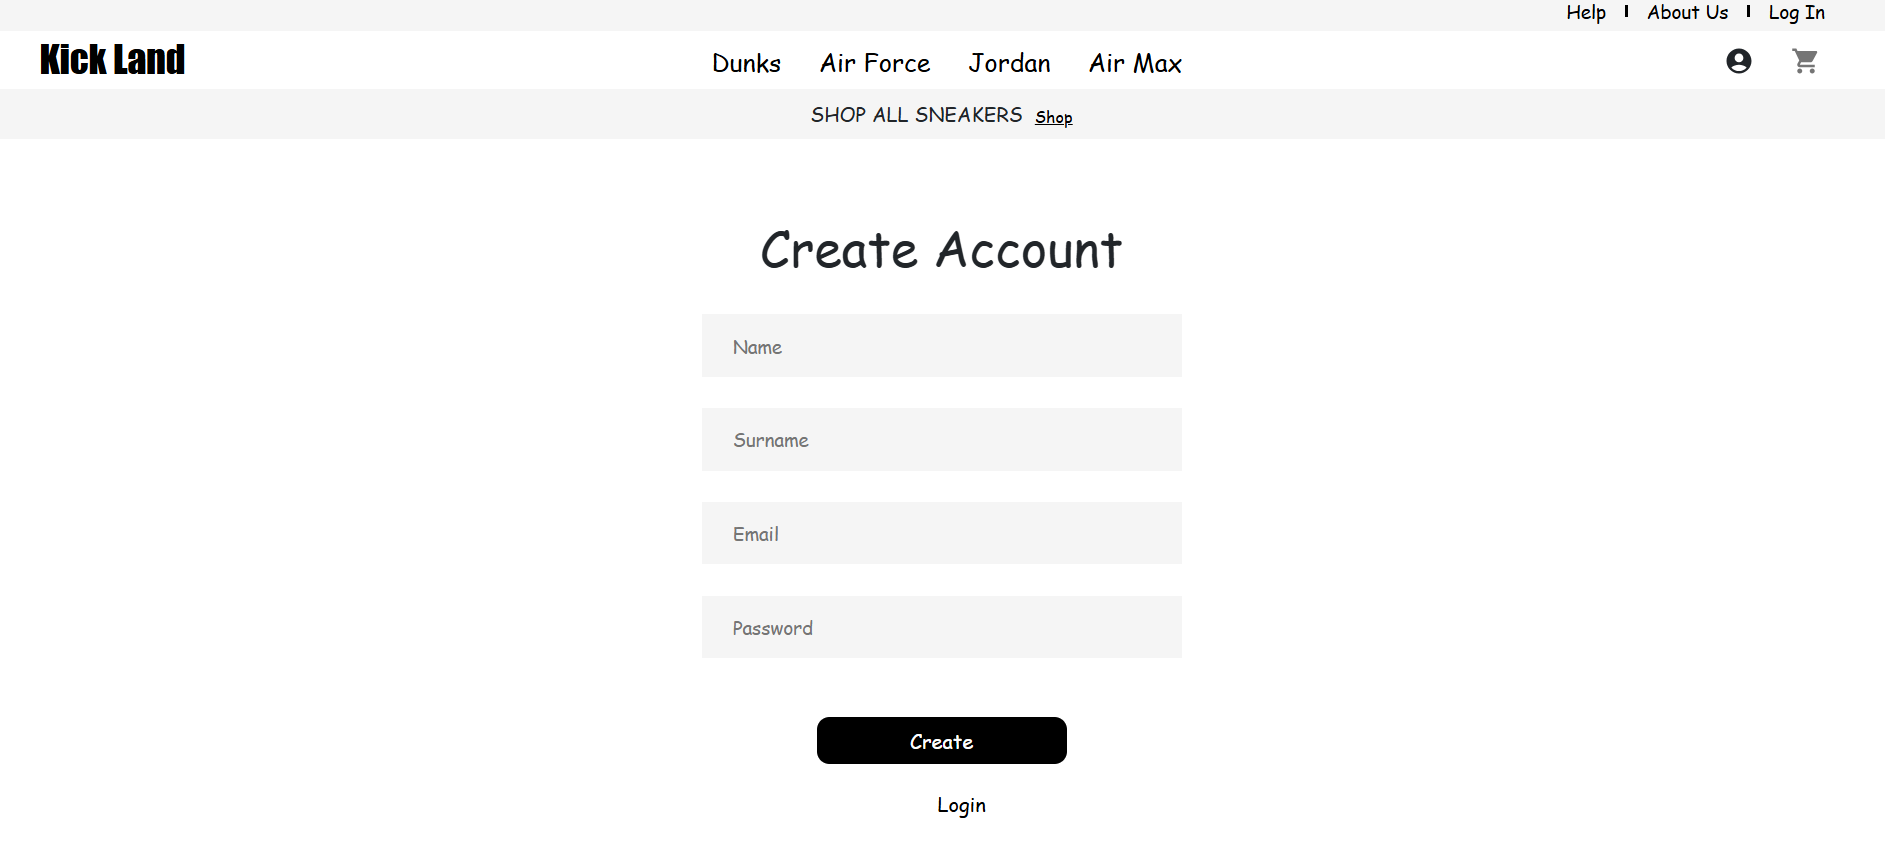 Help About Us Log In
Kick Land Dunks Air Force Jordan Air Max
SHOP ALL SNEAKERS Shop
Create Account
Name
Surname
Email
Password
Create
Login